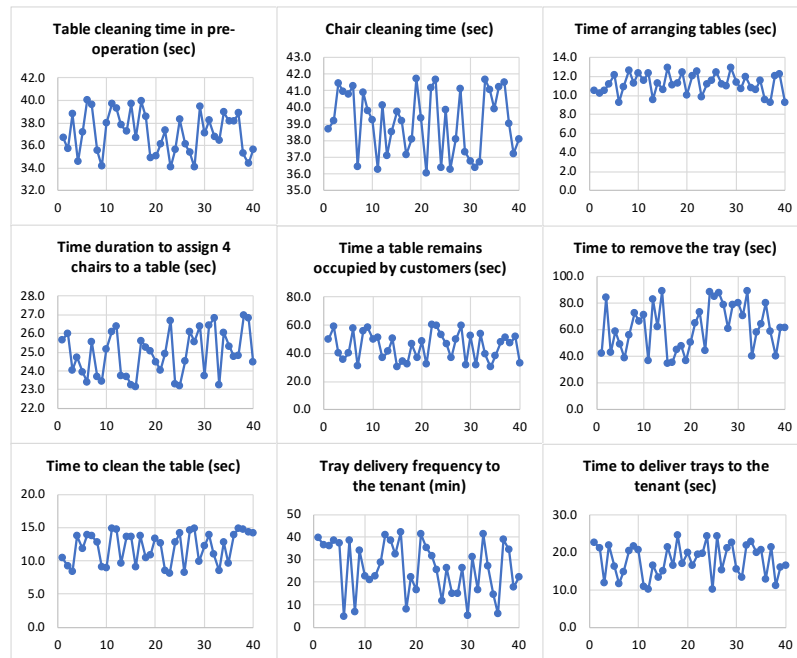 Table cleaning time in pre-
operation (sec)
42.0
40.0
38.0
36.0
34.0
32.0
0 10 20 30 40
Chair cleaning time (sec)
43.0
42.0
41.0
40.0
39.0
38.0
37.0
36.0
35.0
0 10 20 30 40
Time of arranging tables (sec)
14.0
12.0
10.0
8.0
6.0
4.0
2.0
0.0
0 10 20 30 40
Time duration to assign 4
chairs to a table (sec)
28.0
27.0
26.0
25.0
24.0
23.0
22.0
0 10 20 30 40
Time a table remains
occupied by customers (sec)
80.0
60.0
40.0
20.0
0.0
0 10 20 30 40
Time to remove the tray (sec)
100.0
80.0
60.0
40.0
20.0
0.0
0 10 20 30 40
Time to clean the table (sec)
20.0
15.0
10.0
5.0
0.0
0 10 20 30 40
Tray delivery frequency to
the tenant (min)
50
40
30
20
10
0
0 10 20 30 40
Time to deliver trays to the
tenant (sec)
30.0
20.0
10.0
0.0
0 10 20 30 40